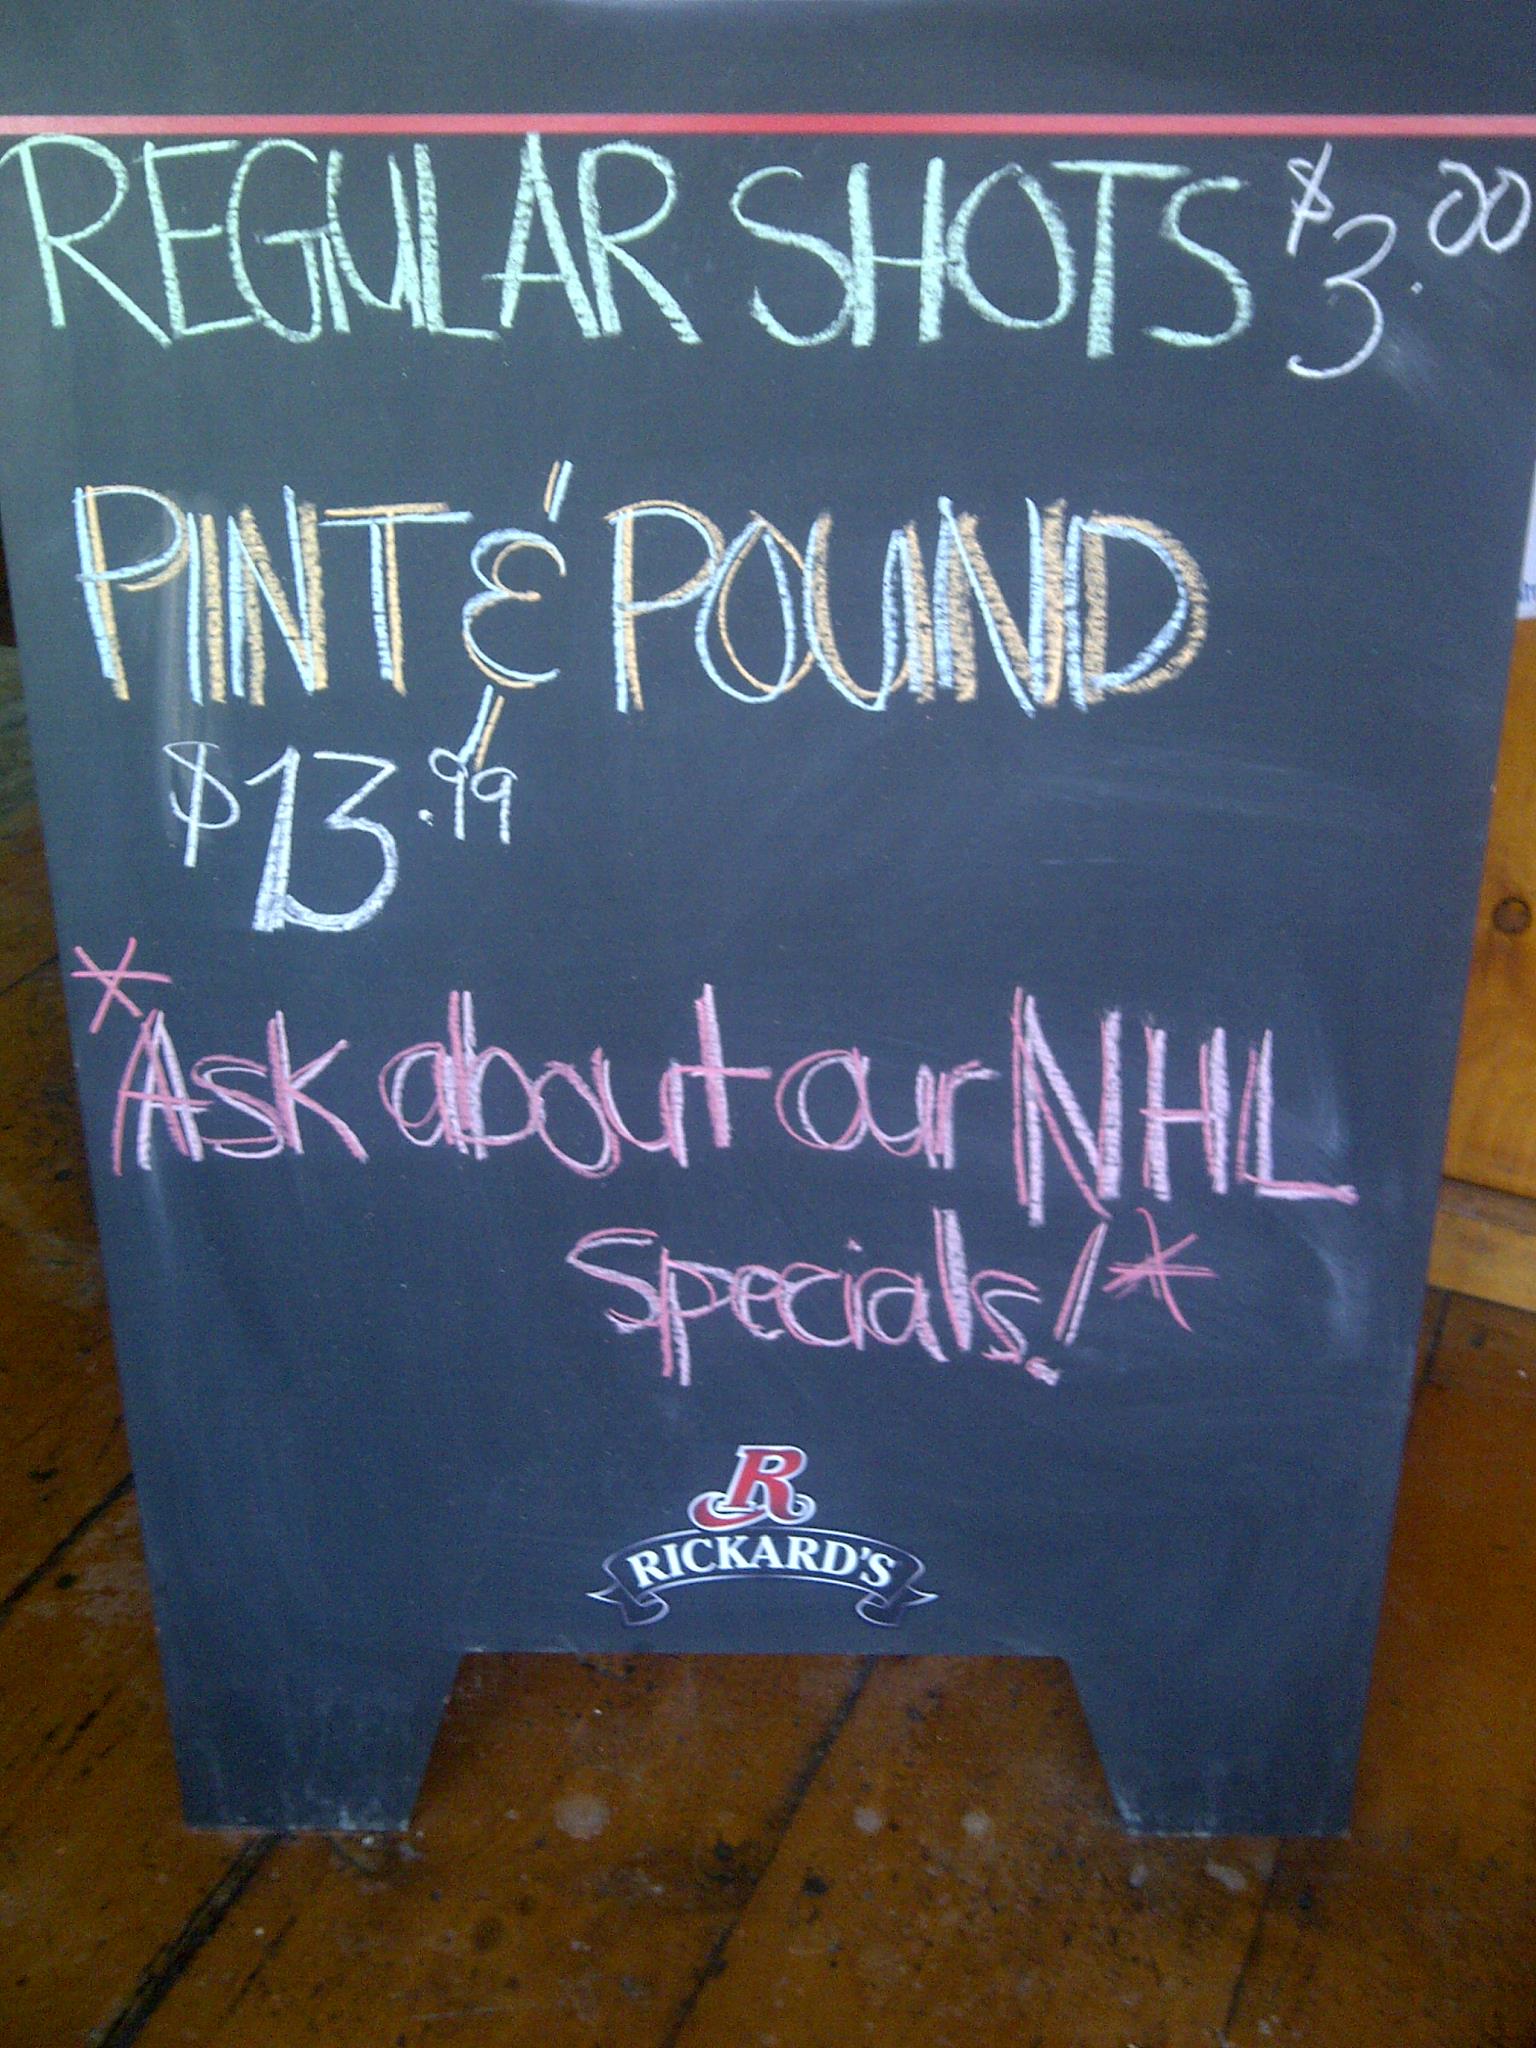 REGULAR SHOTS $3.00
PINT & POUND
$13.99
*Ask about our NHL
Specials!*
R
RICKARD'S